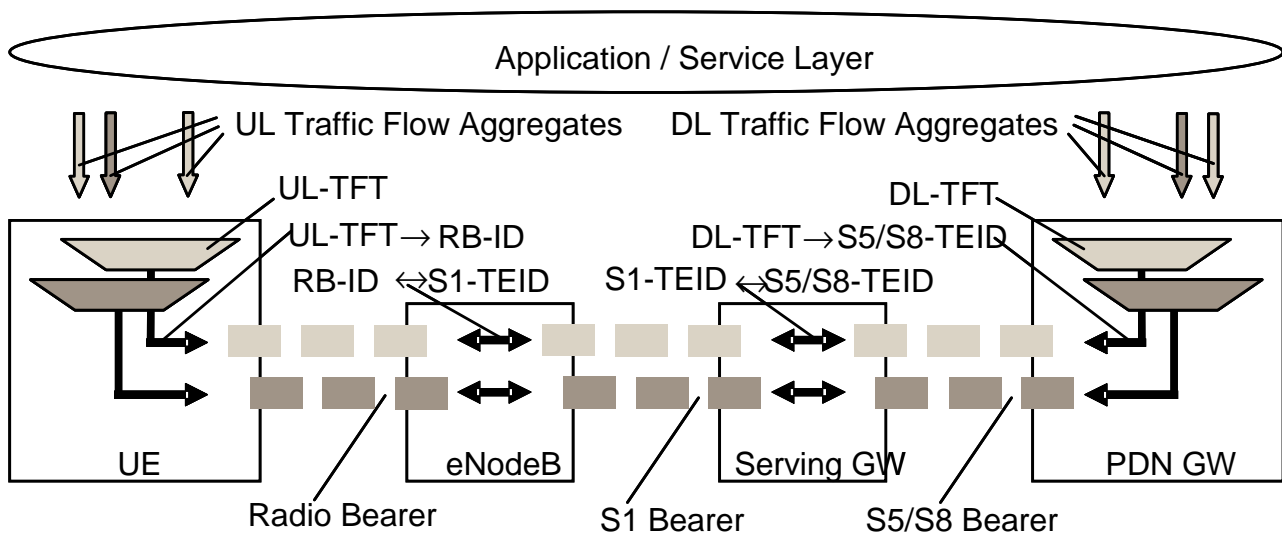 Application / Service Layer
UL Traffic Flow Aggregates
DL Traffic Flow Aggregates
UL-TFT
DL-TFT
UL-TFT → RB-ID
DL-TFT → S5/S8-TEID
RB-ID ↔ S1-TEID
S1-TEID ↔ S5/S8-TEID
UE
eNodeB
Serving GW
PDN GW
Radio Bearer
S1 Bearer
S5/S8 Bearer